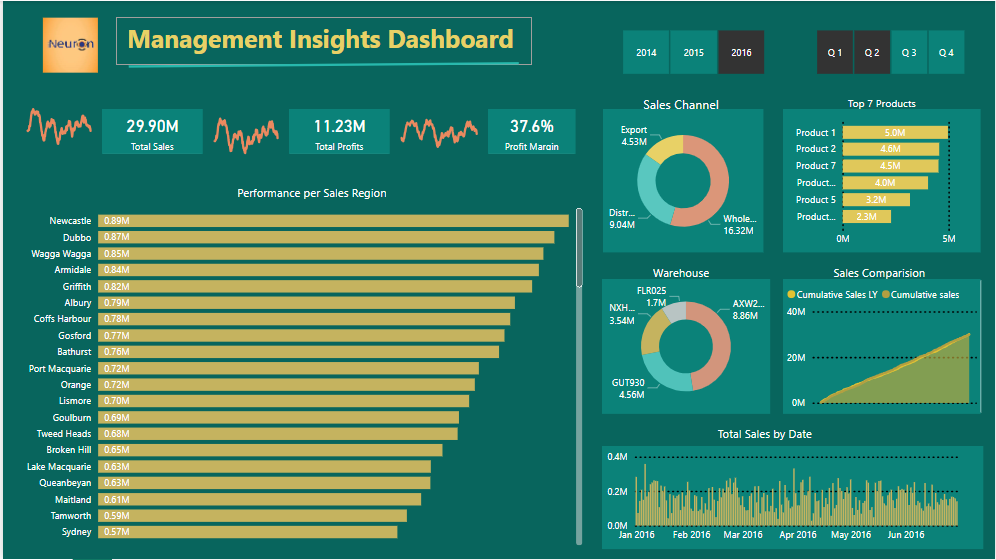 Neuron
Management Insights Dashboard
2014
2015
2016
Q 1
Q 2
Q 3
Q 4
29.90M
Total Sales
11.23M
Total Profits
37.6%
Profit Margin
Performance per Sales Region
Newcastle 0.89M
Dubbo 0.87M
Wagga Wagga 0.85M
Armidale 0.84M
Griffith 0.82M
Albury 0.79M
Coffs Harbour 0.78M
Gosford 0.77M
Bathurst 0.76M
Port Macquarie 0.72M
Orange 0.72M
Lismore 0.70M
Goulburn 0.69M
Tweed Heads 0.68M
Broken Hill 0.63M
Lake Macquarie 0.63M
Queanbeyan 0.63M
Maitland 0.61M
Tamworth 0.59M
Sydney 0.57M
Sales Channel
Export
4.53M
Distr...
9.04M
Whole...
16.32M
Top 7 Products
Product 1 5.0M
Product 2 4.6M
Product 7 4.5M
Product... 4.0M
Product 5 3.2M
Product... 2.3M
0M 5M
Warehouse
FLR025
1.7M
NXH...
3.54M
AXW2...
8.86M
GUT930
4.56M
Sales Comparision
Cumulative Sales LY Cumulative sales
40M
20M
0M
Total Sales by Date
0.4M
0.2M
0.0M
Jan 2016 Feb 2016 Mar 2016 Apr 2016 May 2016 Jun 2016